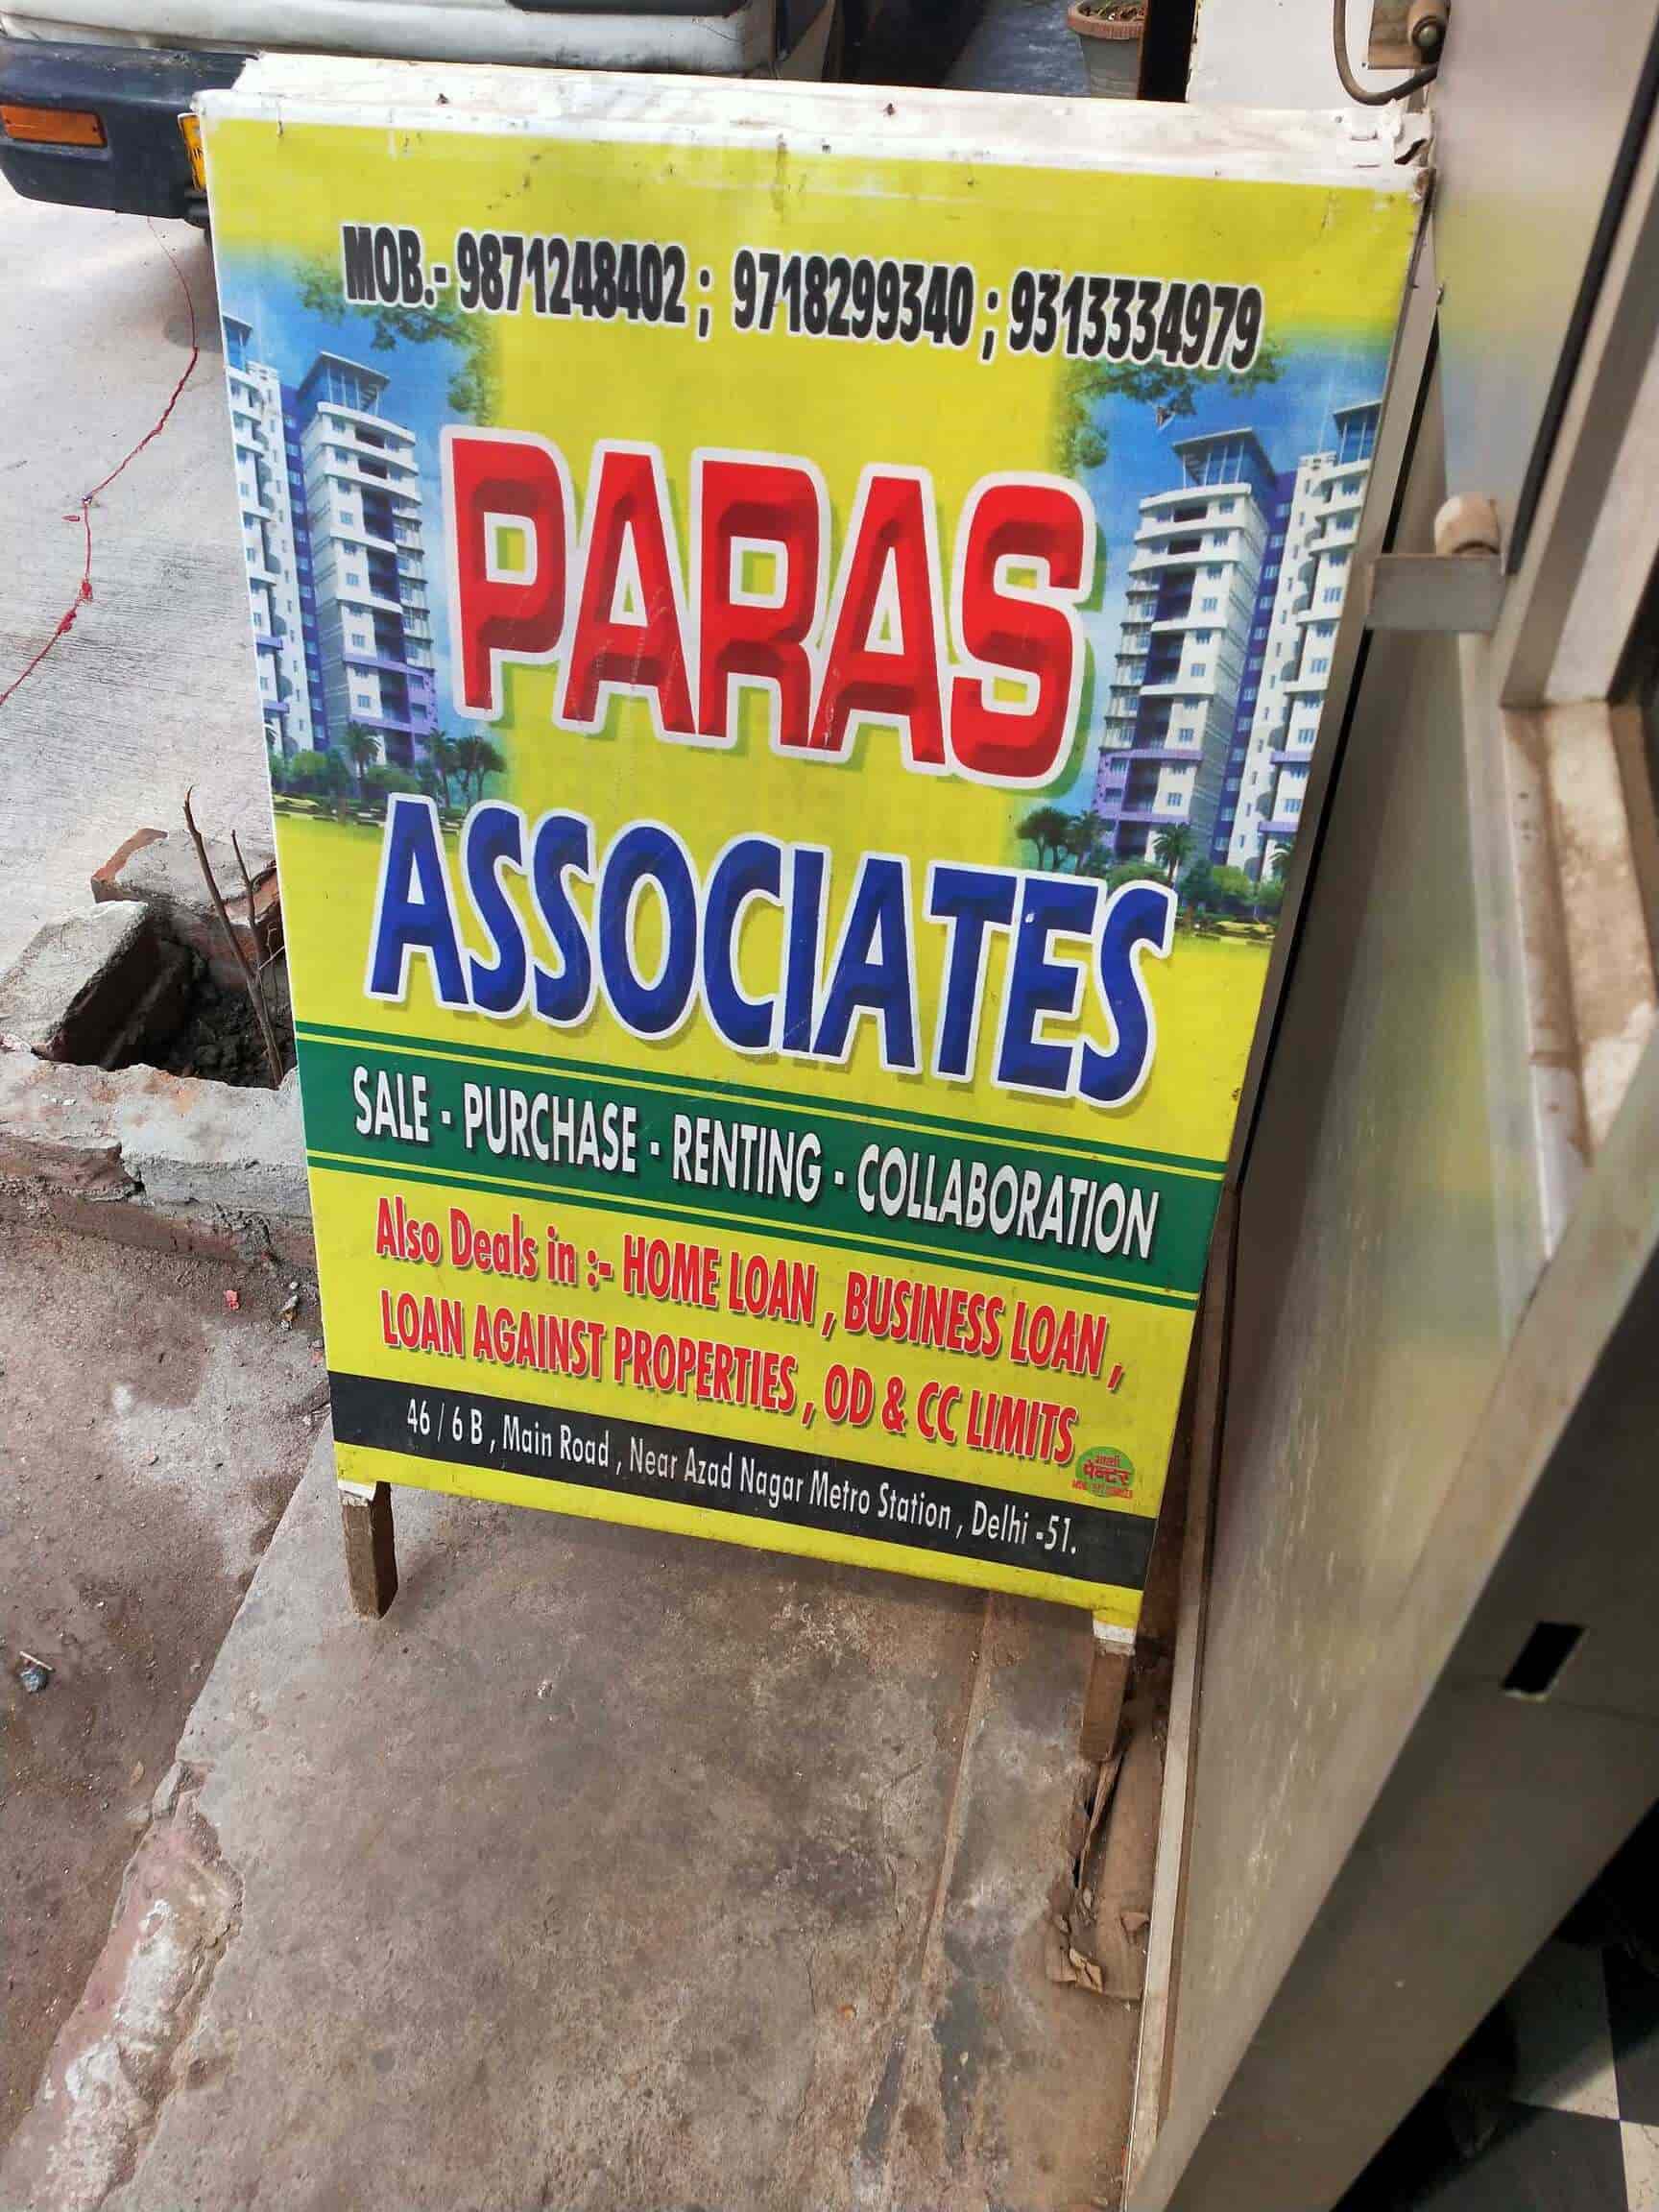 MOB.- 9871248402 ; 9718299340 ; 9313334979
PARAS
ASSOCIATES
SALE - PURCHASE - RENTING - COLLABORATION
Also Deals in :- HOME LOAN , BUSINESS LOAN ,
LOAN AGAINST PROPERTIES , OD & CC LIMITS
46 / 6 B , Main Road , Near Azad Nagar Metro Station , Delhi -51.
पेन्टर